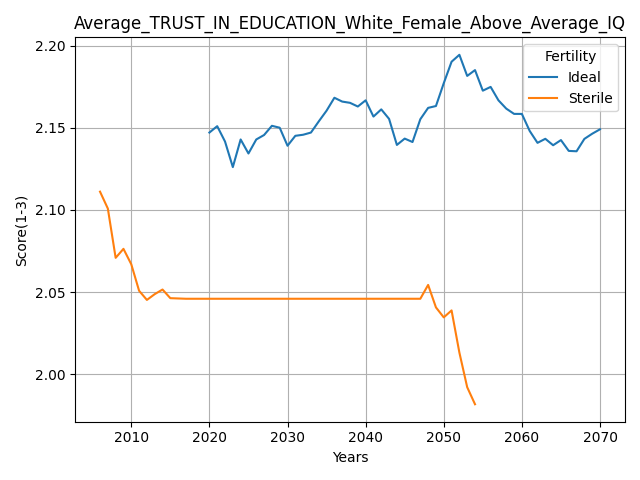 Average_TRUST_IN_EDUCATION_White_Female_Above_Average_IQ
Fertility
Ideal
Sterile
Score(1-3)
2.20
2.15
2.10
2.05
2.00
2010
2020
2030
2040
2050
2060
2070
Years